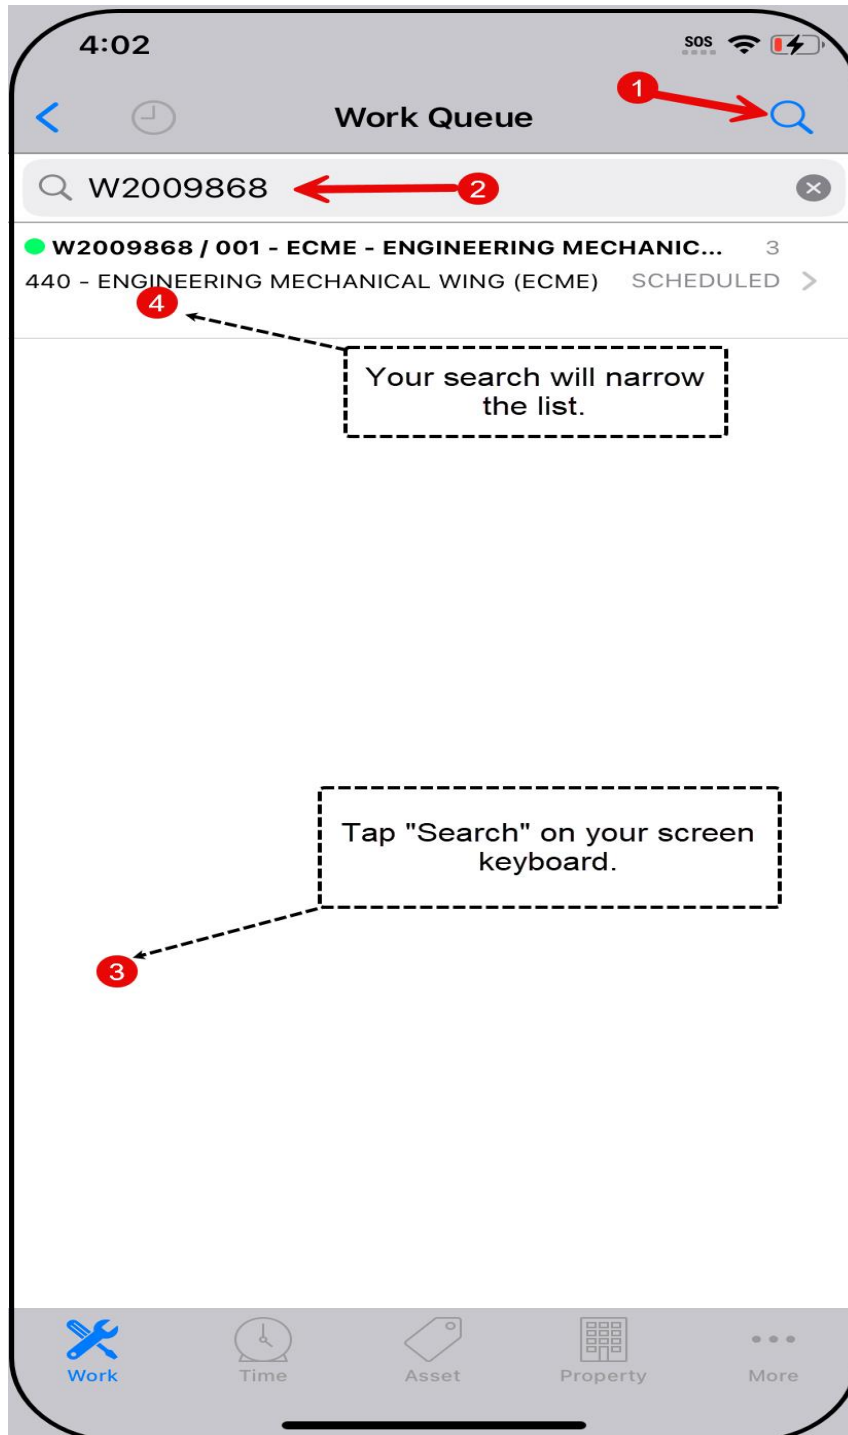 4:02
SOS
1
Work Queue
W2009868
2
W2009868 / 001 - ECME - ENGINEERING MECHANIC... 3
440 - ENGINEERING MECHANICAL WING (ECME) SCHEDULED
4
Your search will narrow
the list.
Tap "Search" on your screen
keyboard.
3
Work Time Asset Property More